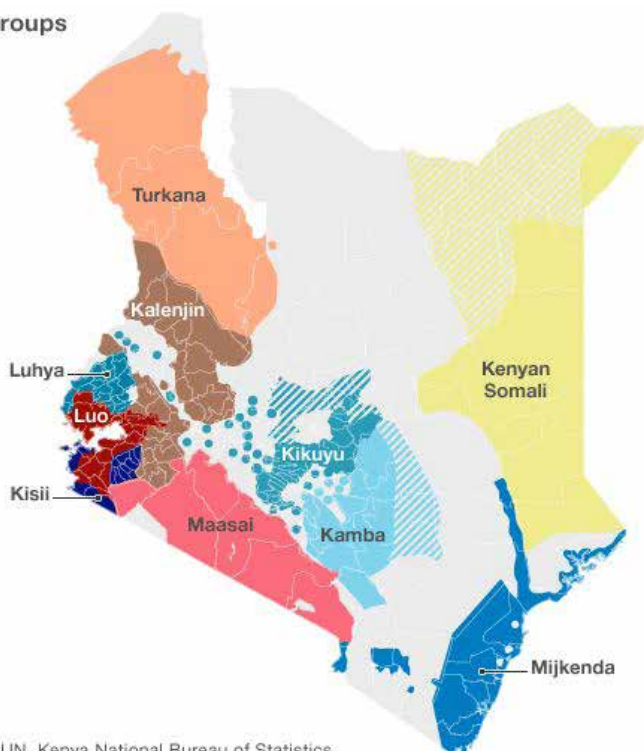 roups
Turkana
Kalenjin
Luhya
Luo
Kisii
Kikuyu
Maasai
Kamba
Kenyan
Somali
Mijkenda
UN, Kenya National Bureau of Statistics